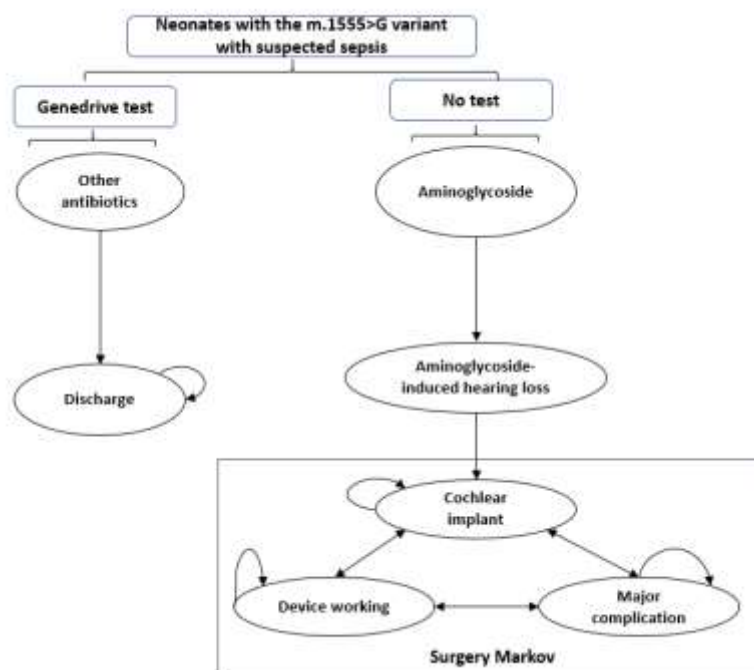 Neonates with the m.1555>G variant
with suspected sepsis
Genedrive test
No test
Other
antibiotics
Aminoglycoside
Discharge
Aminoglycoside-
induced hearing loss
Cochlear
implant
Device working
Major
complication
Surgery Markov